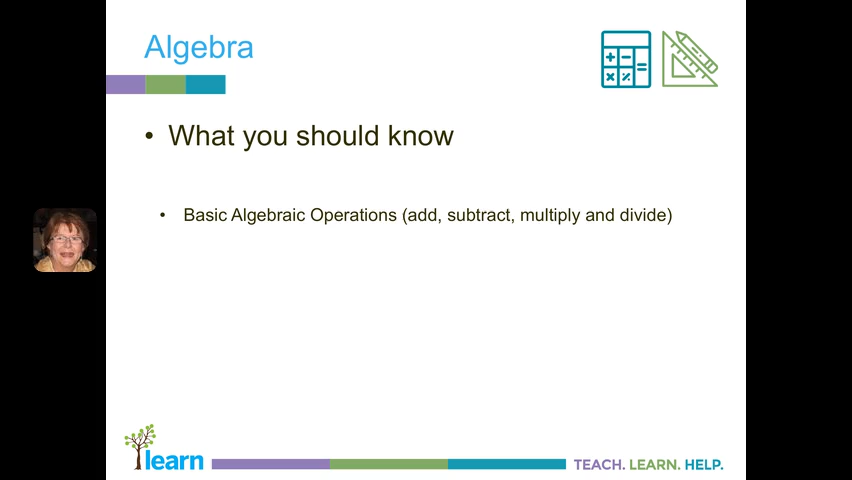 Algebra
• What you should know
• Basic Algebraic Operations (add, subtract, multiply and divide)
learn
TEACH. LEARN. HELP.